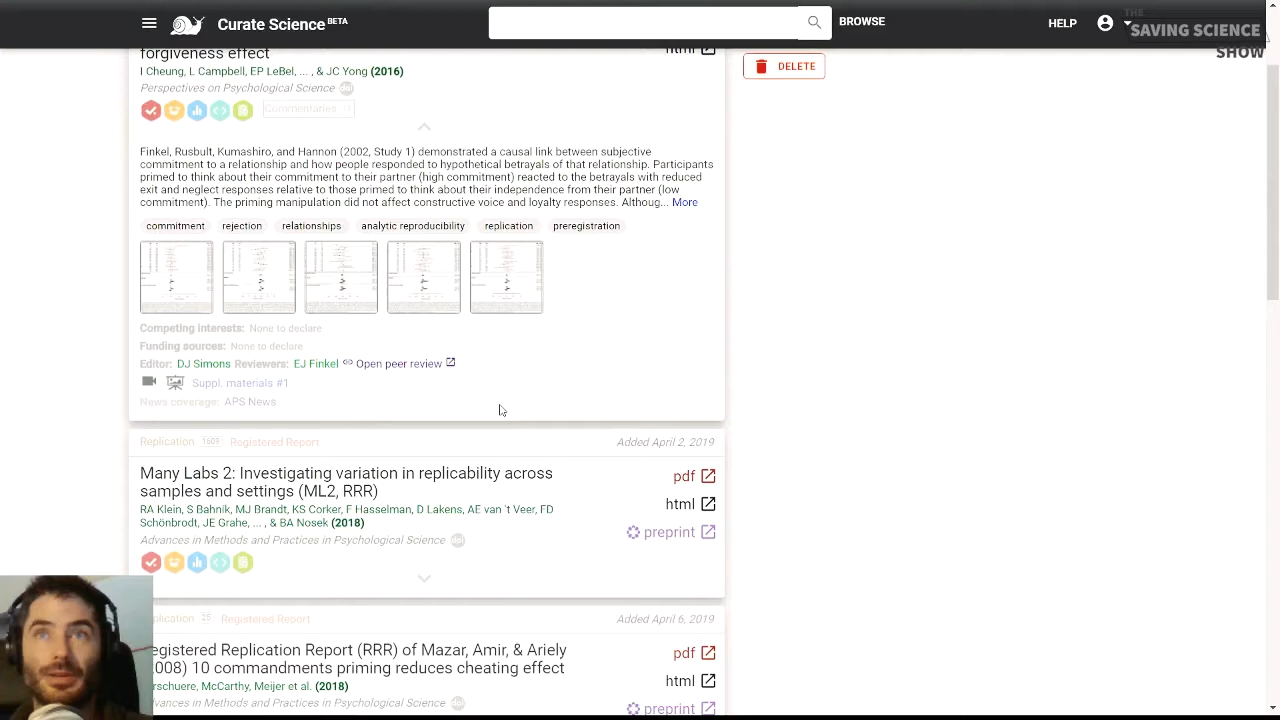 Curate Science BETA
BROWSE
HELP
THE
SAVING SCIENCE
SHOW
forgiveness effect
html
DELETE
I Cheung, L Campbell, EP LeBel, ... , & JC Yong (2016)
Perspectives on Psychological Science doi
Commentaries
Finkel, Rusbult, Kumashiro, and Hannon (2002, Study 1) demonstrated a causal link between subjective
commitment to a relationship and how people responded to hypothetical betrayals of that relationship. Participants
primed to think about their commitment to their partner (high commitment) reacted to the betrayals with reduced
exit and neglect responses relative to those primed to think about their independence from their partner (low
commitment). The priming manipulation did not affect constructive voice and loyalty responses. Althoug... More
commitment rejection relationships analytic reproducibility replication preregistration
Competing interests: None to declare
Funding sources: None to declare
Editor: DJ Simons Reviewers: EJ Finkel Open peer review
Suppl. materials #1
News coverage: APS News
Replication 1609 Registered Report Added April 2, 2019
Many Labs 2: Investigating variation in replicability across
samples and settings (ML2, RRR)
pdf
html
preprint
RA Klein, S Bahník, MJ Brandt, KS Corker, F Hasselman, D Lakens, AE van 't Veer, FD
Schönbrodt, JE Grahe, ... , & BA Nosek (2018)
Advances in Methods and Practices in Psychological Science doi
plication 25 Registered Report Added April 6, 2019
egistered Replication Report (RRR) of Mazar, Amir, & Ariely
2008) 10 commandments priming reduces cheating effect
pdf
html
preprint
rschuere, McCarthy, Meijer et al. (2018)
dvances in Methods and Practices in Psychological Science doi